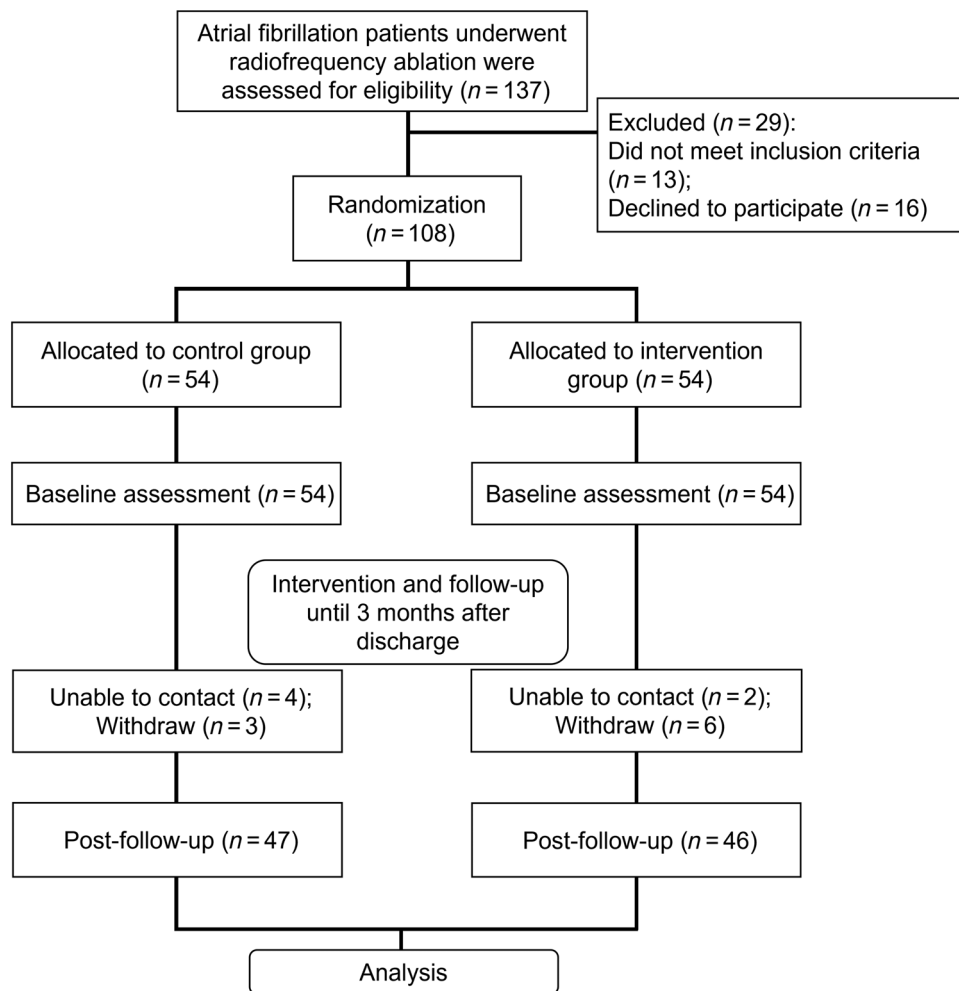 Atrial fibrillation patients underwent
radiofrequency ablation were
assessed for eligibility (n = 137)
Excluded (n = 29):
Did not meet inclusion criteria
(n = 13);
Declined to participate (n = 16)
Randomization
(n = 108)
Allocated to control group
(n = 54)
Allocated to intervention
group (n = 54)
Baseline assessment (n = 54)
Baseline assessment (n = 54)
Intervention and follow-up
until 3 months after
discharge
Unable to contact (n = 4);
Withdraw (n = 3)
Unable to contact (n = 2);
Withdraw (n = 6)
Post-follow-up (n = 47)
Post-follow-up (n = 46)
Analysis